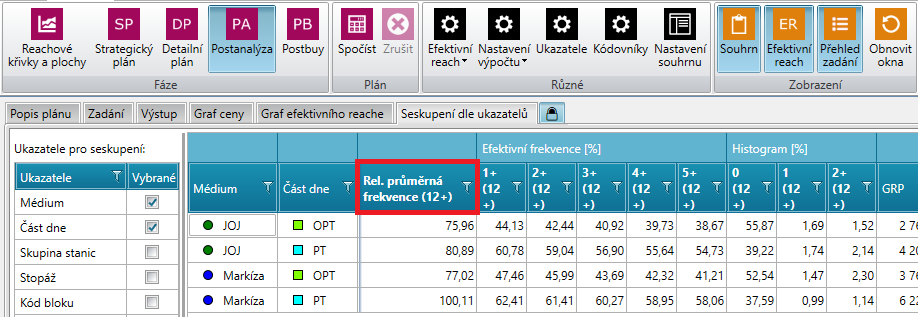 SP DP PA PB ER
Reachové křivky a plochy
Strategický plán
Detailní plán
Postanalýza
Postbuy
Spočíst
Zrušit
Efektivní reach
Nastavení výpočtu
Ukazatele
Kódovníky
Nastavení souhrnu
Souhrn
Efektivní reach
Přehled zadání
Obnovit okna
Fáze Plán Různé Zobrazení
Popis plánu Zadání Výstup Graf ceny Graf efektivního reache Seskupení dle ukazatelů
Ukazatele pro seskupení:
Ukazatele Vybrané
Médium
Část dne
Skupina stanic
Stopáž
Kód bloku
Efektivní frekvence [%] Histogram [%]
Médium Část dne Rel. průměrná frekvence (12+) 1+ (12+) 2+ (12+) 3+ (12+) 4+ (12+) 5+ (12+) 0 (12+) 1 (12+) 2+ (12+) GRP
JOJ OPT 75,96 44,13 42,44 40,92 39,73 38,67 55,87 1,69 1,52 2 76
JOJ PT 80,89 60,78 59,04 56,90 55,64 54,73 39,22 1,74 2,14 4 20
Markíza OPT 77,02 47,46 45,99 43,69 42,32 41,21 52,54 1,47 2,30 3 76
Markíza PT 100,11 62,41 61,41 60,27 58,95 58,06 37,59 0,99 1,14 6 22